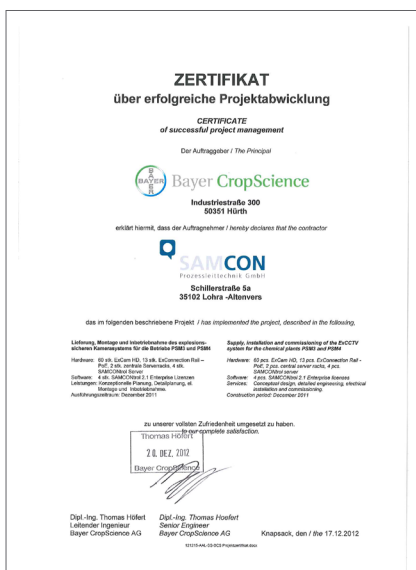 ZERTIFIKAT
über erfolgreiche Projektabwicklung
CERTIFICATE
of successful project management
Der Auftraggeber / The Principal
BAYER
BAYER
Bayer CropScience
Industriestraße 300
50351 Hürth
erklärt hiermit, dass der Auftragnehmer / hereby declares that the contractor
SAMCON
Prozessleittechnik GmbH
Schillerstraße 5a
35102 Lohra -Altenvers
das im folgenden beschriebene Projekt / has implemented the project, described in the following,
Lieferung, Montage und Inbetriebnahme des explosions-
sicheren Kamerasystems für die Betriebe PSM3 und PSM4
Hardware: 60 stk. ExCam HD, 13 stk. ExConnection Rail –
PoE, 2 stk. zentrale Serverracks, 4 stk.
SAMCONtrol Server
Software: 4 stk. SAMCONtrol 2.1 Enterprise Lizenzen
Leistungen: Konzeptionelle Planung, Detailplanung, el.
Montage und Inbetriebnahme.
Ausführungszeitraum: Dezember 2011
Supply, installation and commissioning of the ExCCTV
system for the chemical plants PSM3 and PSM4
Hardware: 60 pcs. ExCam HD, 13 pcs. ExConnection Rail -
PoE, 2 pcs. central server racks, 4 pcs.
SAMCONtrol server
Software: 4 pcs. SAMCONtrol 2.1 Enterprise licenses
Services: Conceptual design, detailed engineering, electrical
installation and commissioning.
Construction period: Dezember 2011
zu unserer vollsten Zufriedenheit umgesetzt zu haben.
to our complete satisfaction.
Thomas Höfert
20. DEZ. 2012
Bayer CropScience
Dipl.-Ing. Thomas Höfert
Leitender Ingenieur
Bayer CropScience AG
Dipl.-Ing. Thomas Hoefert
Senior Engineer
Bayer CropScience AG
Knapsack, den / the 17.12.2012